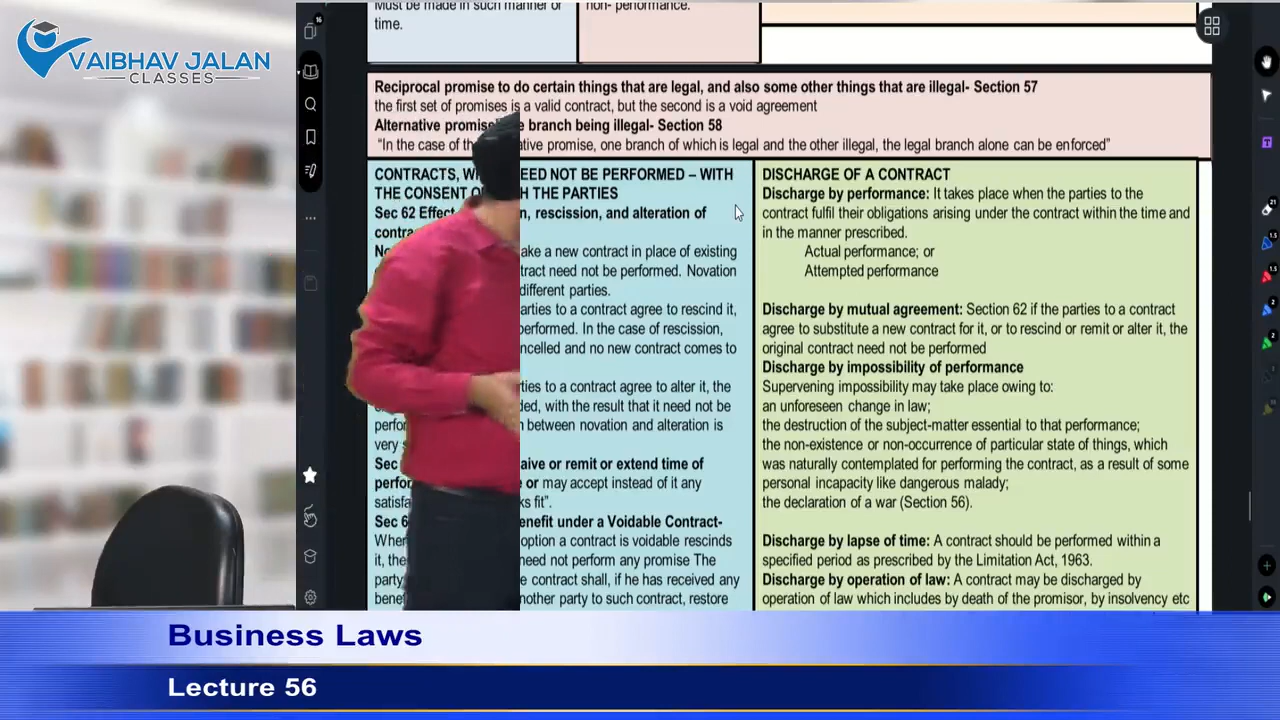 VAIBHAV JALAN
CLASSES
16
Must be made in such manner or
time.
non- performance.
Reciprocal promise to do certain things that are legal, and also some other things that are illegal- Section 57
the first set of promises is a valid contract, but the second is a void agreement
Alternative promise branch being illegal- Section 58
“In the case of the native promise, one branch of which is legal and the other illegal, the legal branch alone can be enforced”
CONTRACTS, EED NOT BE PERFORMED – WITH
THE CONSENT O TH THE PARTIES
Sec 62 Effect n, rescission, and alteration of
contra
ake a new contract in place of existing
tract need not be performed. Novation
different parties.
arties to a contract agree to rescind it,
performed. In the case of rescission,
ncelled and no new contract comes to
ties to a contract agree to alter it, the
ded, with the result that it need not be
perfor between novation and alteration is
very s
Sec aive or remit or extend time of
perfor e or may accept instead of it any
satisfa ks fit”.
Sec 6 enefit under a Voidable Contract-
When option a contract is voidable rescinds
it, the need not perform any promise The
party e contract shall, if he has received any
benef nother party to such contract, restore
DISCHARGE OF A CONTRACT
Discharge by performance: It takes place when the parties to the
contract fulfil their obligations arising under the contract within the time and
in the manner prescribed.
Actual performance; or
Attempted performance
Discharge by mutual agreement: Section 62 if the parties to a contract
agree to substitute a new contract for it, or to rescind or remit or alter it, the
original contract need not be performed
Discharge by impossibility of performance
Supervening impossibility may take place owing to:
an unforeseen change in law;
the destruction of the subject-matter essential to that performance;
the non-existence or non-occurrence of particular state of things, which
was naturally contemplated for performing the contract, as a result of some
personal incapacity like dangerous malady;
the declaration of a war (Section 56).
Discharge by lapse of time: A contract should be performed within a
specified period as prescribed by the Limitation Act, 1963.
Discharge by operation of law: A contract may be discharged by
operation of law which includes by death of the promisor, by insolvency etc
Business Laws
Lecture 56